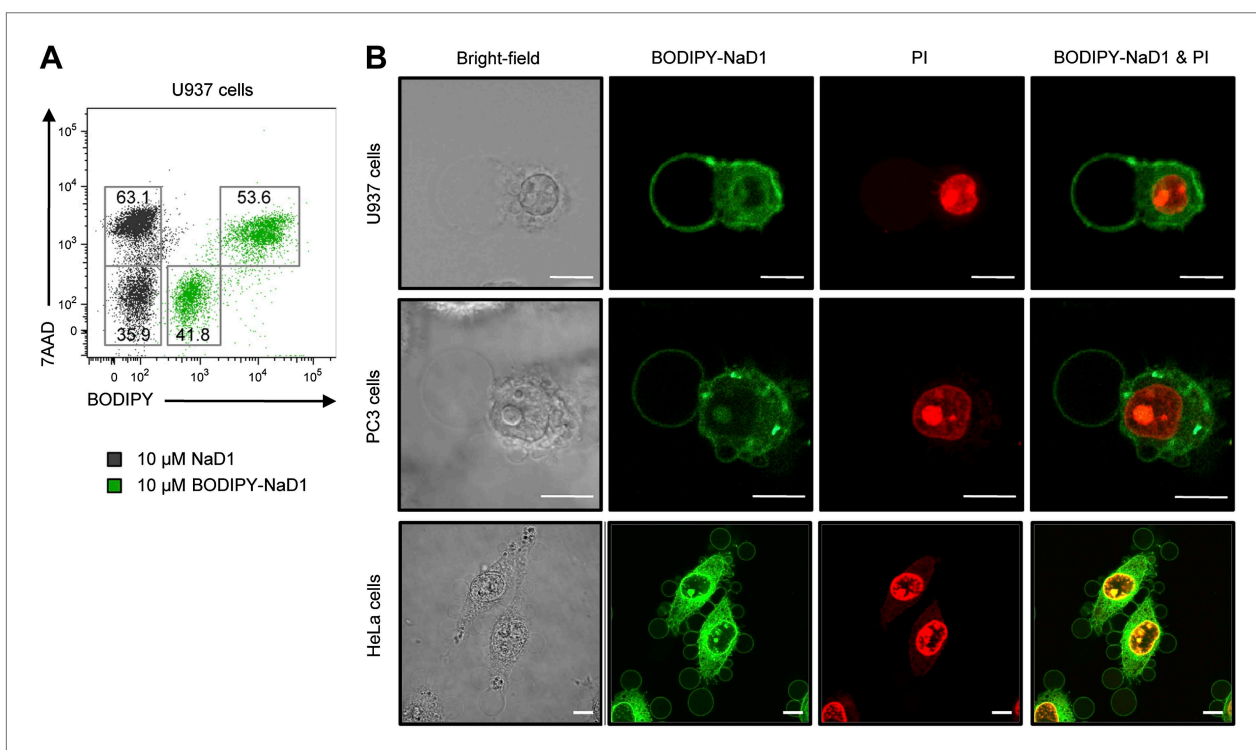 A
B
U937 cells
Bright-field
BODIPY-NaD1
PI
BODIPY-NaD1 & PI
7AAD
10⁵
10⁴
10³
10²
0
63.1
53.6
35.9
41.8
0
10²
10³
10⁴
10⁵
BODIPY
10 µM NaD1
10 µM BODIPY-NaD1
U937 cells
PC3 cells
HeLa cells